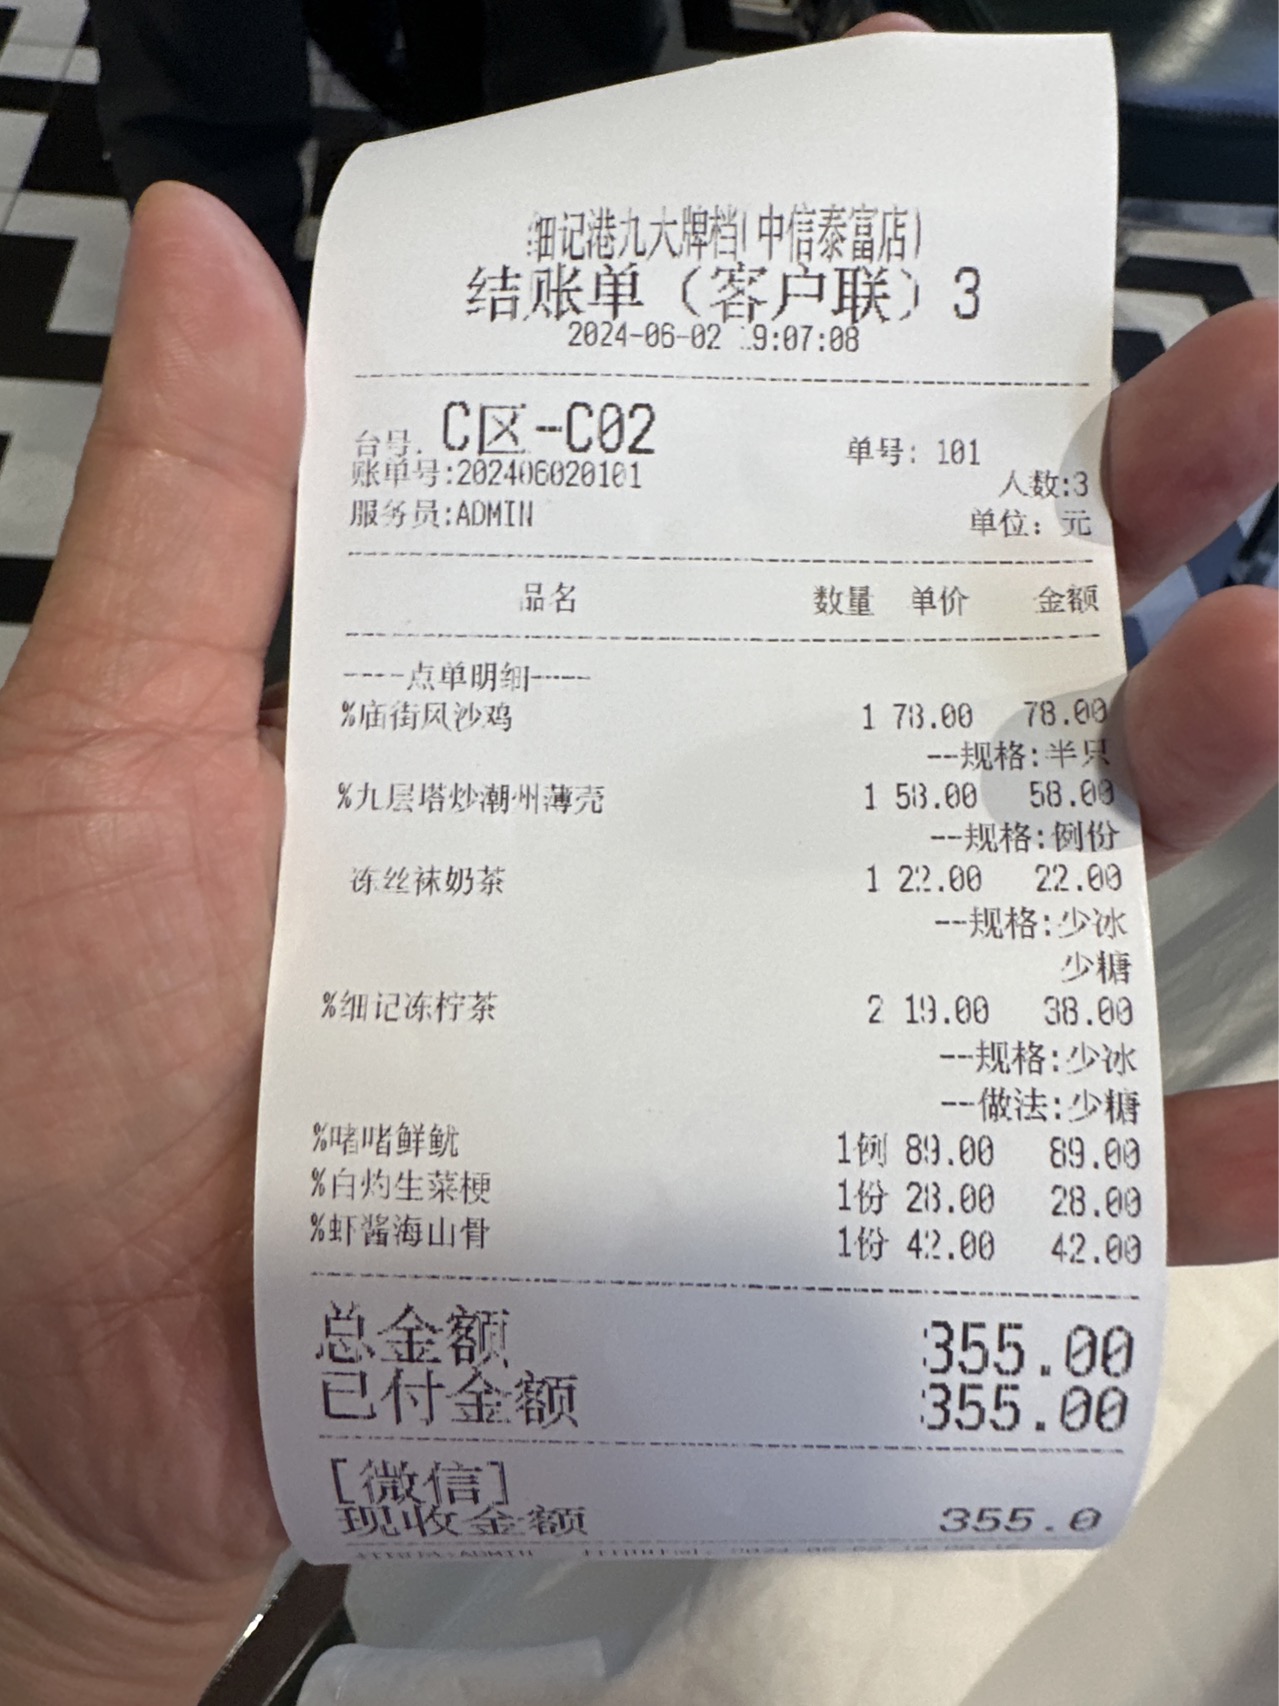 细记港九大牌档(中信泰富店)
结账单（客户联）3
2024-06-02 19:07:08
台号. C区-C02 单号: 101
账单号:202406020101 人数:3
服务员:ADMIN 单位: 元
品名 数量 单价 金额
----点单明细----
%庙街风沙鸡 1 78.00 78.00
--规格:半只
%九层塔炒潮州薄壳 1 58.00 58.00
--规格:例份
冻丝袜奶茶 1 22.00 22.00
--规格:少冰
少糖
%细记冻柠茶 2 19.00 38.00
--规格:少冰
--做法:少糖
%啫啫鲜鱿 1例 89.00 89.00
%白灼生菜梗 1份 28.00 28.00
%虾酱海山骨 1份 42.00 42.00
总金额 355.00
已付金额 355.00
[微信]
现收金额 355.0